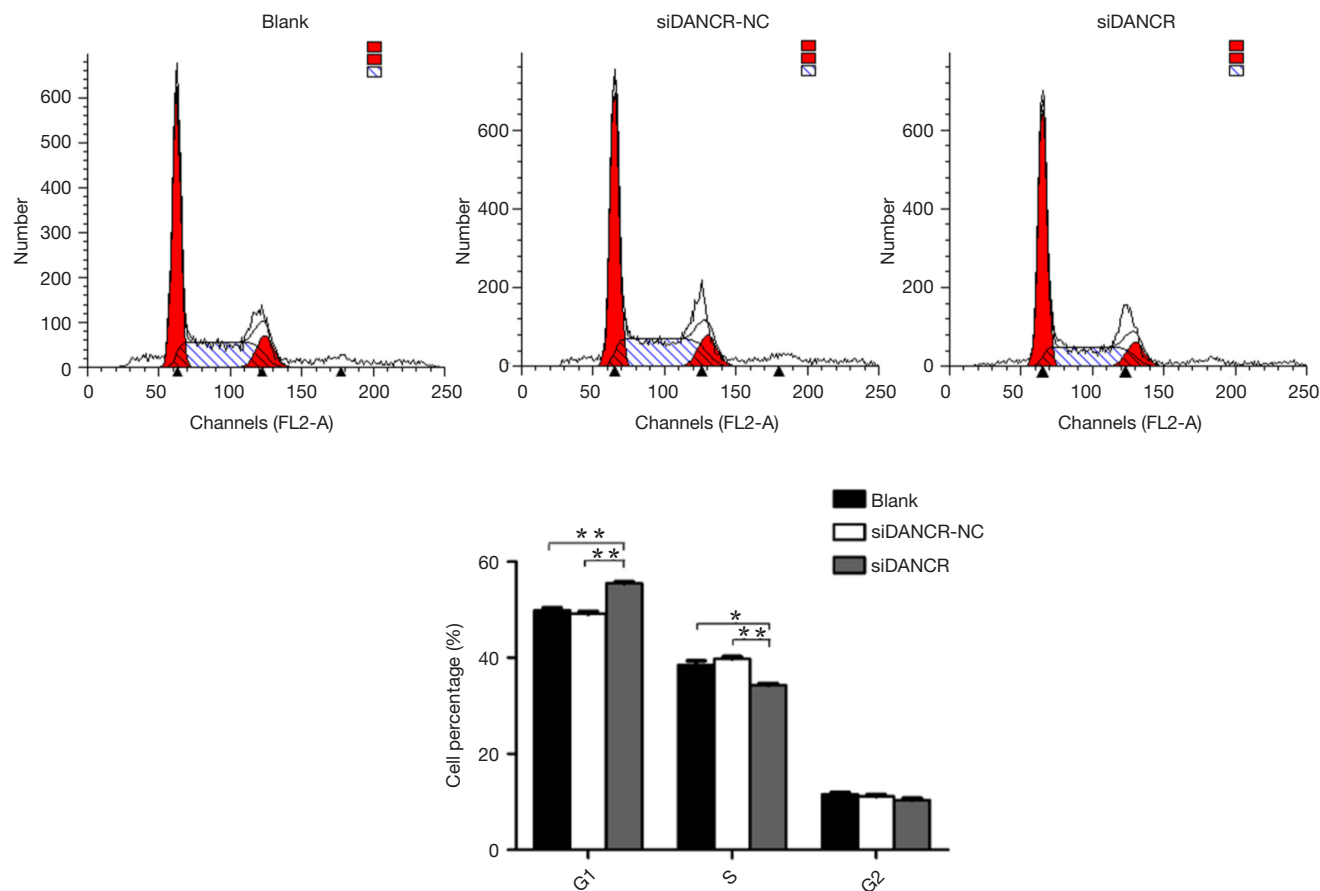 Blank
siDANCR-NC
siDANCR
600
500
400
300
200
100
0
Number
0 50 100 150 200 250
Channels (FL2-A)
600
400
200
0
Number
0 50 100 150 200 250
Channels (FL2-A)
600
400
200
0
Number
0 50 100 150 200 250
Channels (FL2-A)
Blank
siDANCR-NC
siDANCR
**
**
*
**
60
40
20
0
Cell percentage (%)
G1
S
G2